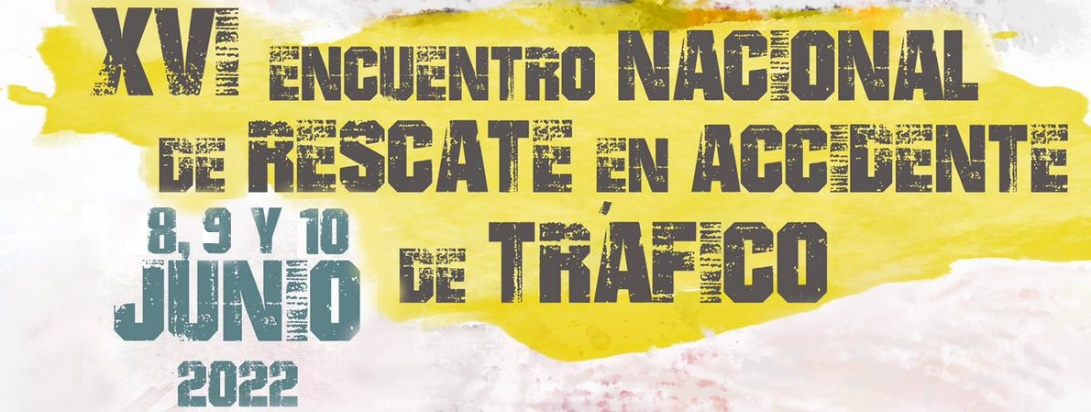 XVI ENCUENTRO NACIONAL
DE RESCATE EN ACCIDENTE
DE TRÁFICO
8, 9 Y 10
JUNIO
2022